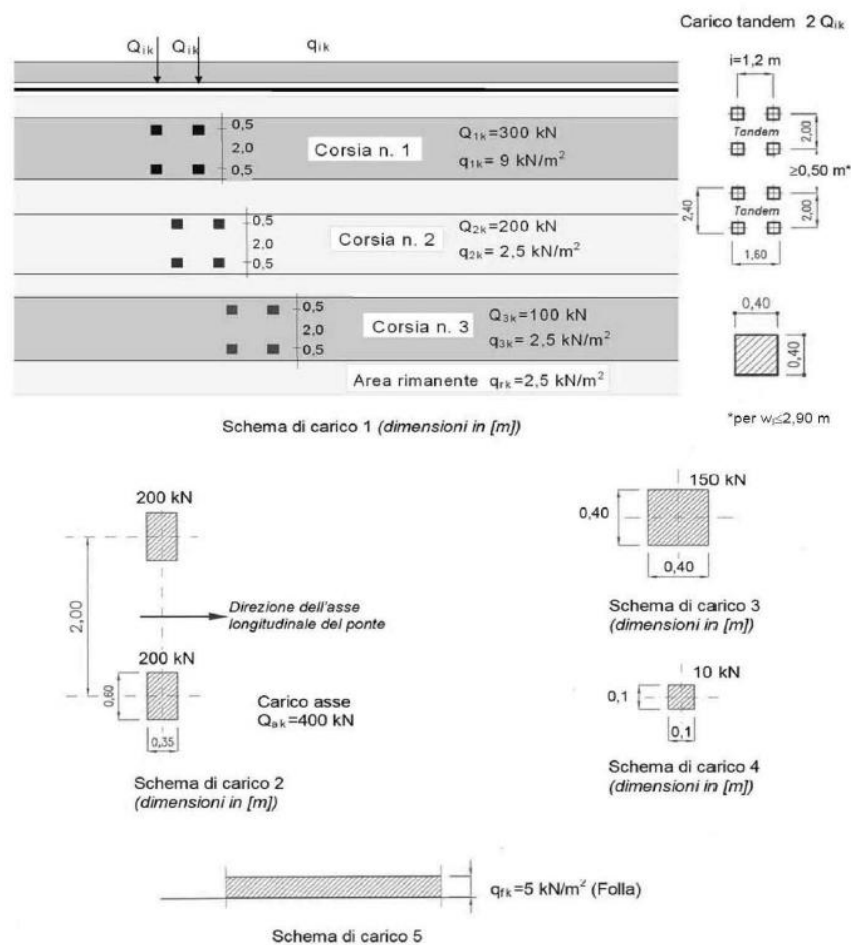 Carico tandem 2 Qik
Qik Qik qik
i=1,2 m
Tandem
2,00
≥0,50 m*
Tandem
2,40
2,00
1,60
0,5
2,0
0,5
Corsia n. 1
Q1k=300 kN
q1k= 9 kN/m²
0,5
2,0
0,5
Corsia n. 2
Q2k=200 kN
q2k= 2,5 kN/m²
0,5
2,0
0,5
Corsia n. 3
Q3k=100 kN
q3k= 2,5 kN/m²
Area rimanente qrk=2,5 kN/m²
0,40
0,40
Schema di carico 1 (dimensioni in [m])
*per wl≤2,90 m
200 kN
2,00
Direzione dell'asse
longitudinale del ponte
200 kN
0,60
0,35
Carico asse
Qak=400 kN
Schema di carico 2
(dimensioni in [m])
150 kN
0,40
0,40
Schema di carico 3
(dimensioni in [m])
10 kN
0,1
0,1
Schema di carico 4
(dimensioni in [m])
qfk=5 kN/m² (Folla)
Schema di carico 5